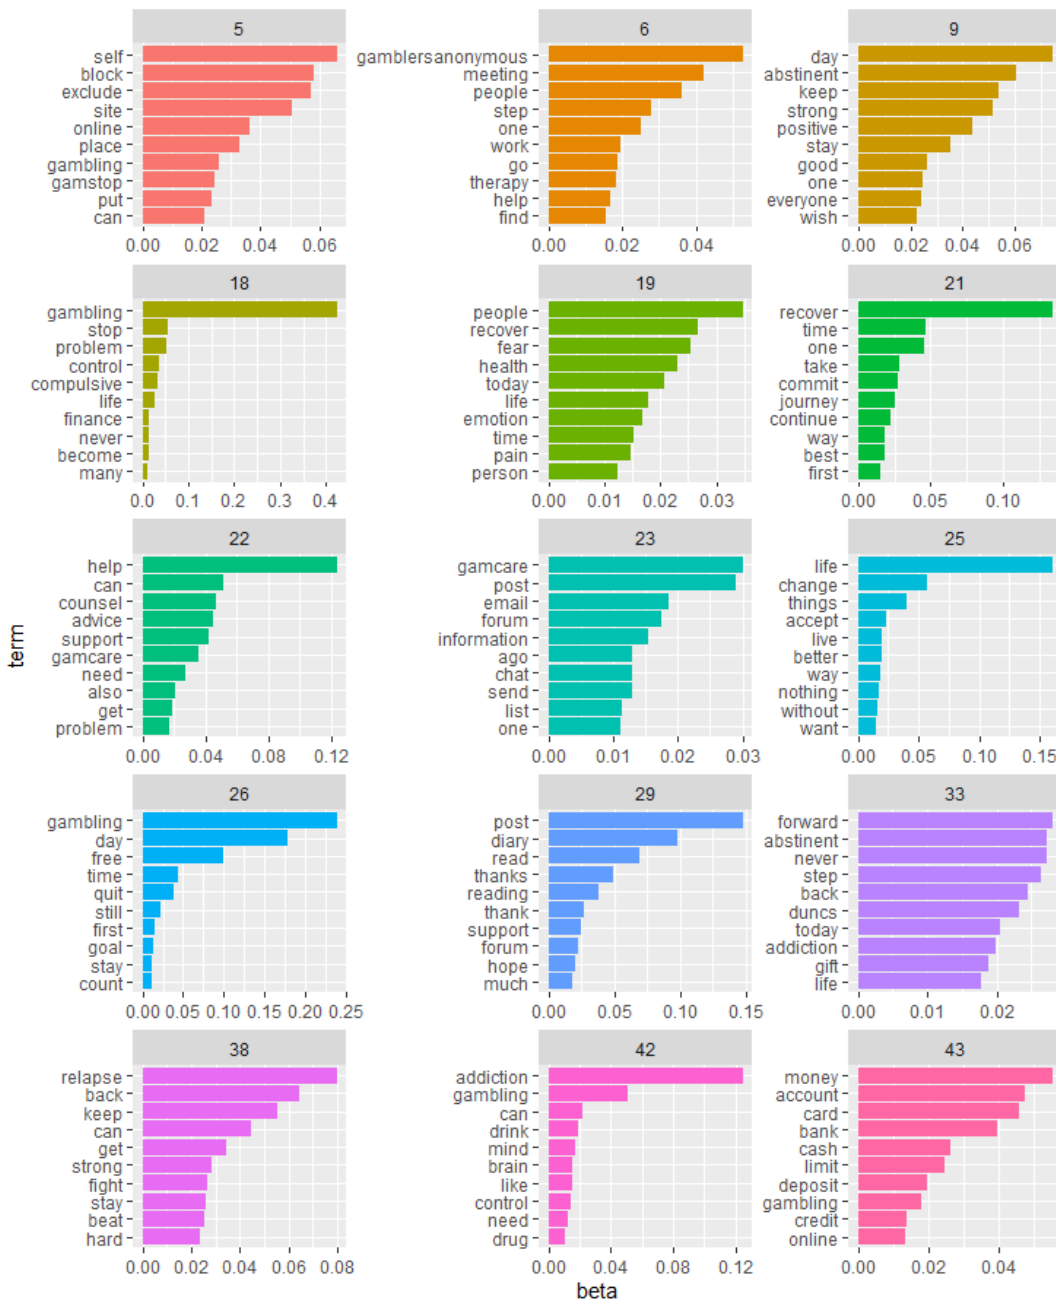 5
self
block
exclude
site
online
place
gambling
gamstop
put
can
0.00 0.02 0.04 0.06
6
gamblersanonymous
meeting
people
step
one
work
go
therapy
help
find
0.00 0.02 0.04
9
day
abstinent
keep
strong
positive
stay
good
one
everyone
wish
0.00 0.02 0.04 0.06
18
gambling
stop
problem
control
compulsive
life
finance
never
become
many
0.0 0.1 0.2 0.3 0.4
19
people
recover
fear
health
today
life
emotion
time
pain
person
0.00 0.01 0.02 0.03
21
recover
time
one
take
commit
journey
continue
way
best
first
0.00 0.05 0.10
22
help
can
counsel
advice
support
gamcare
need
also
get
problem
0.00 0.04 0.08 0.12
23
gamcare
post
email
forum
information
ago
chat
send
list
one
0.00 0.01 0.02 0.03
25
life
change
things
accept
live
better
way
nothing
without
want
0.00 0.05 0.10 0.15
26
gambling
day
free
time
quit
still
first
goal
stay
count
0.00 0.05 0.10 0.15 0.20 0.25
29
post
diary
read
thanks
reading
thank
support
forum
hope
much
0.00 0.05 0.10 0.15
33
forward
abstinent
never
step
back
duncs
today
addiction
gift
life
0.00 0.01 0.02
38
relapse
back
keep
can
get
strong
fight
stay
beat
hard
0.00 0.02 0.04 0.06 0.08
42
addiction
gambling
can
drink
mind
brain
like
control
need
drug
0.00 0.04 0.08 0.12
43
money
account
card
bank
cash
limit
deposit
gambling
credit
online
0.00 0.02 0.04
term
beta